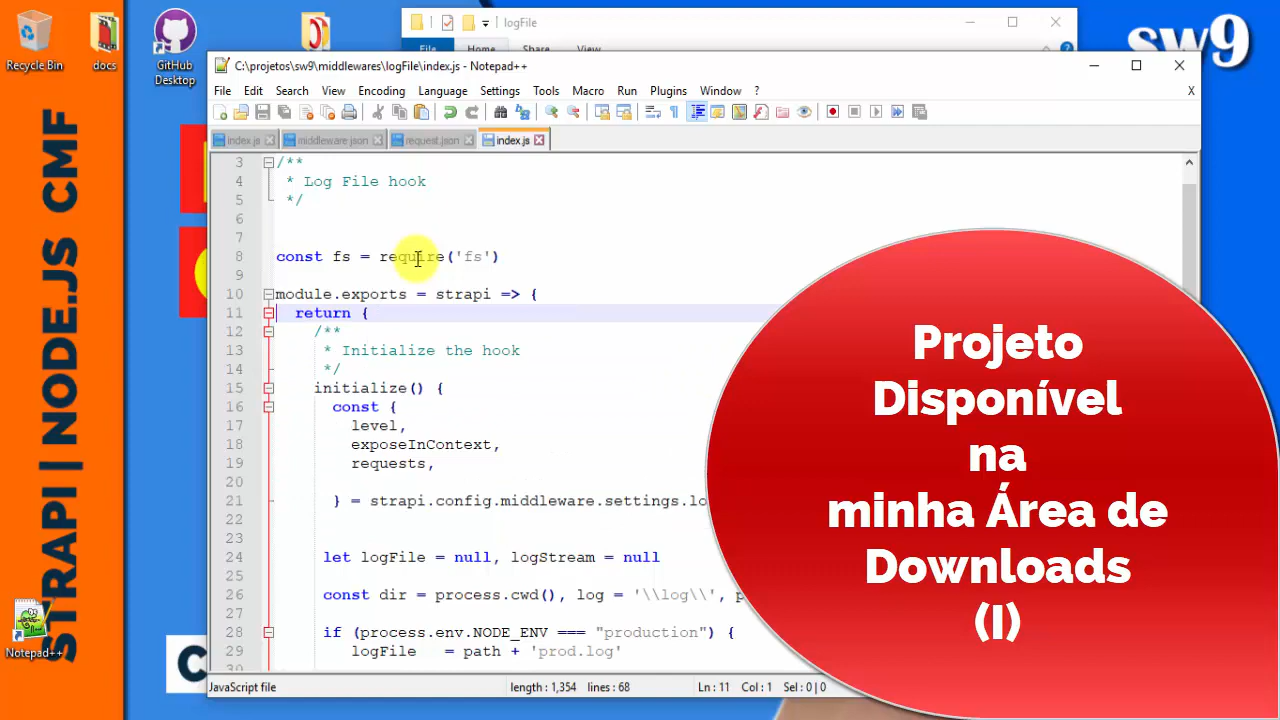 Recycle Bin
docs
GitHub
Desktop
logFile
File
Home
Share
View
sw9
STRAPI | NODE.JS CMF
C:\projetos\sw9\middlewares\logFile\index.js - Notepad++
File Edit Search View Encoding Language Settings Tools Macro Run Plugins Window ? X
index.js
middleware.json
request.json
index.js
3 /**
4 * Log File hook
5 */
6
7
8 const fs = require('fs')
9
10 module.exports = strapi => {
11 return {
12 /**
13 * Initialize the hook
14 */
15 initialize() {
16 const {
17 level,
18 exposeInContext,
19 requests,
20
21 } = strapi.config.middleware.settings.lo
22
23
24 let logFile = null, logStream = null
25
26 const dir = process.cwd(), log = '\\log\\', p
27
28 if (process.env.NODE_ENV === "production") {
29 logFile = path + 'prod.log'
30
Projeto
Disponível
na
minha Área de
Downloads
(I)
Notepad++
C
JavaScript file
length : 1,354 lines : 68
Ln : 11 Col : 1 Sel : 0 | 0